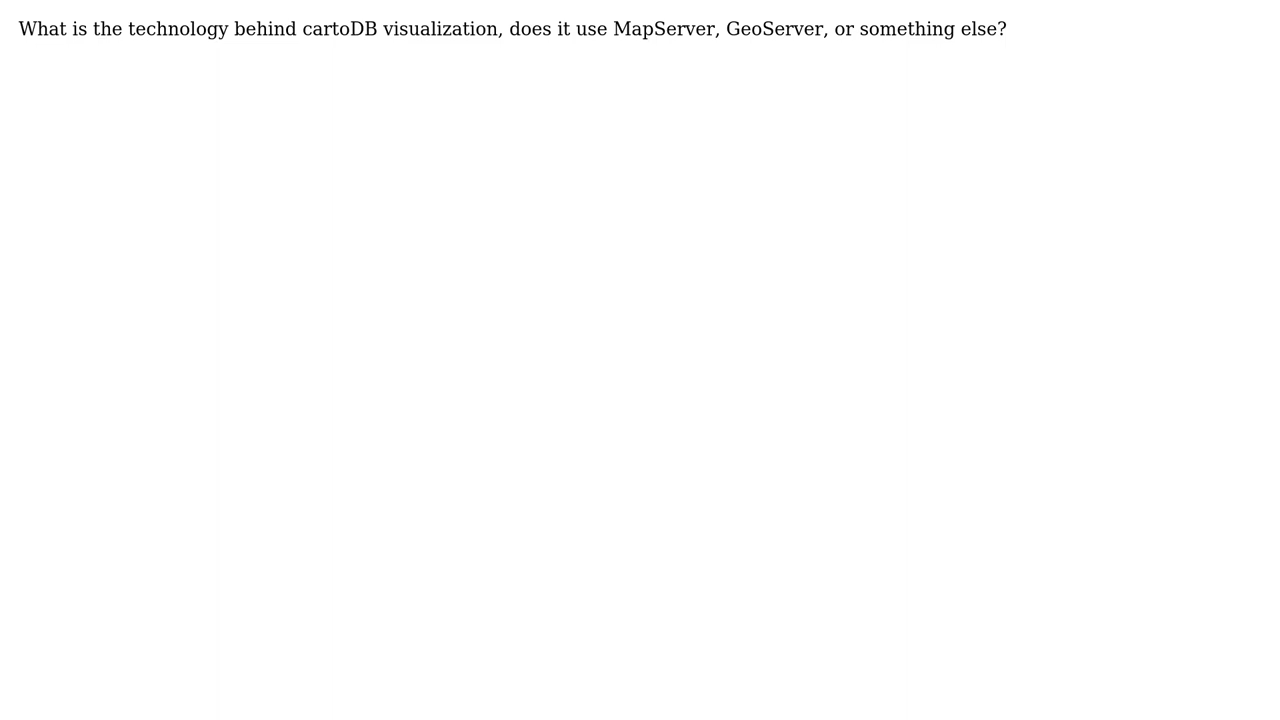 What is the technology behind cartoDB visualization, does it use MapServer, GeoServer, or something else?